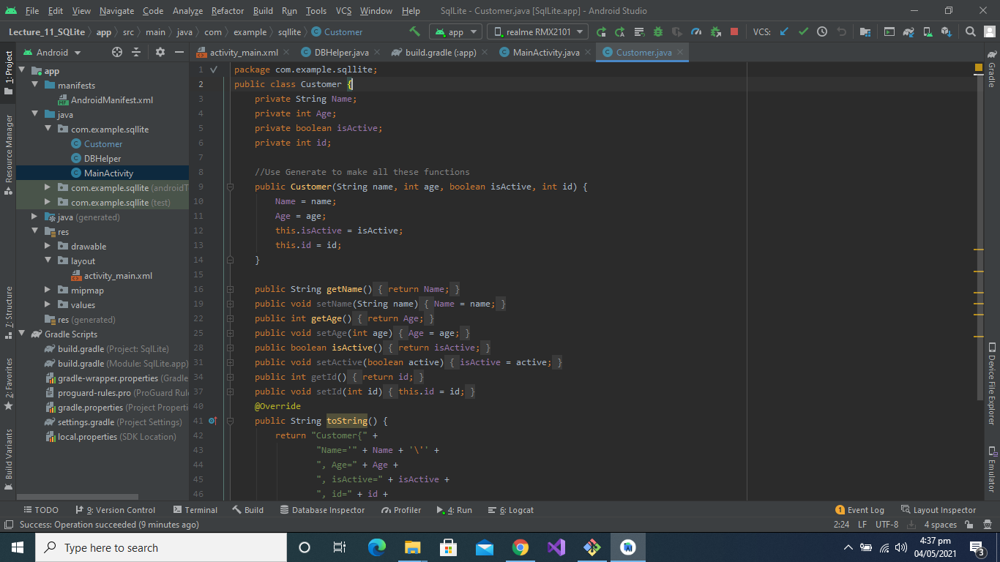 File Edit View Navigate Code Analyze Refactor Build Run Tools VCS Window Help SqlLite - Customer.java [SqlLite.app] - Android Studio
Lecture_11_SQLite app src main java com example sqllite Customer app realme RMX2101 VCS:
1: Project
Resource Manager
7: Structure
2: Favorites
Build Variants
Android
app
manifests
AndroidManifest.xml
java
com.example.sqllite
Customer
DBHelper
MainActivity
com.example.sqllite (androidT
com.example.sqllite (test)
java (generated)
res
drawable
layout
activity_main.xml
mipmap
values
res (generated)
Gradle Scripts
build.gradle (Project: SqlLite)
build.gradle (Module: SqlLite.app)
gradle-wrapper.properties (Gradle
proguard-rules.pro (ProGuard Rul
gradle.properties (Project Properti
settings.gradle (Project Settings)
local.properties (SDK Location)
activity_main.xml DBHelper.java build.gradle (:app) MainActivity.java Customer.java
1 package com.example.sqllite;
2 public class Customer {
3 private String Name;
4 private int Age;
5 private boolean isActive;
6 private int id;
7
8 //Use Generate to make all these functions
9 public Customer(String name, int age, boolean isActive, int id) {
10 Name = name;
11 Age = age;
12 this.isActive = isActive;
13 this.id = id;
14 }
15
16 public String getName() { return Name; }
19 public void setName(String name) { Name = name; }
22 public int getAge() { return Age; }
25 public void setAge(int age) { Age = age; }
28 public boolean isActive() { return isActive; }
31 public void setActive(boolean active) { isActive = active; }
34 public int getId() { return id; }
37 public void setId(int id) { this.id = id; }
40 @Override
41 public String toString() {
42 return "Customer{" +
43 "Name='" + Name + '\'' +
44 ", Age=" + Age +
45 ", isActive=" + isActive +
46 ", id=" + id +
Gradle
Device File Explorer
Emulator
TODO 9: Version Control Terminal Build Database Inspector Profiler 4: Run 6: Logcat 1 Event Log Layout Inspector
Success: Operation succeeded (9 minutes ago) 2:24 LF UTF-8 4 spaces
Type here to search
4:37 pm
04/05/2021
3